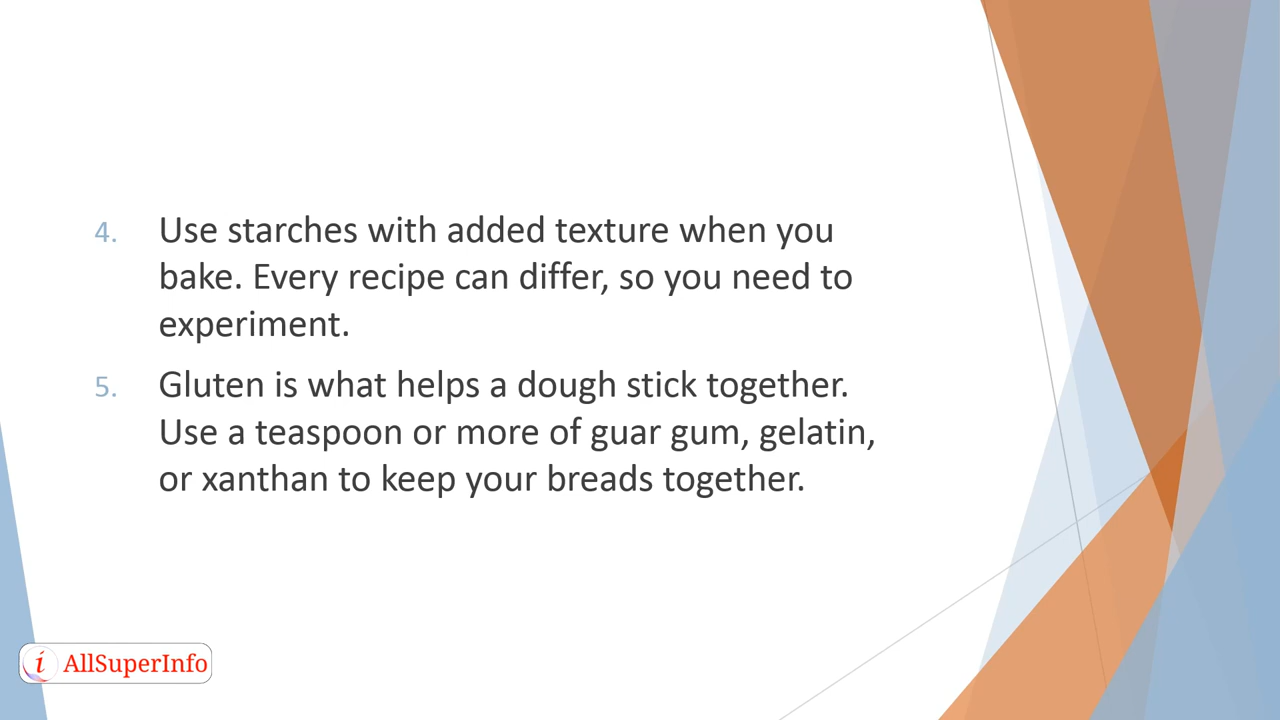 4. Use starches with added texture when you
bake. Every recipe can differ, so you need to
experiment.
5. Gluten is what helps a dough stick together.
Use a teaspoon or more of guar gum, gelatin,
or xanthan to keep your breads together.
i AllSuperInfo